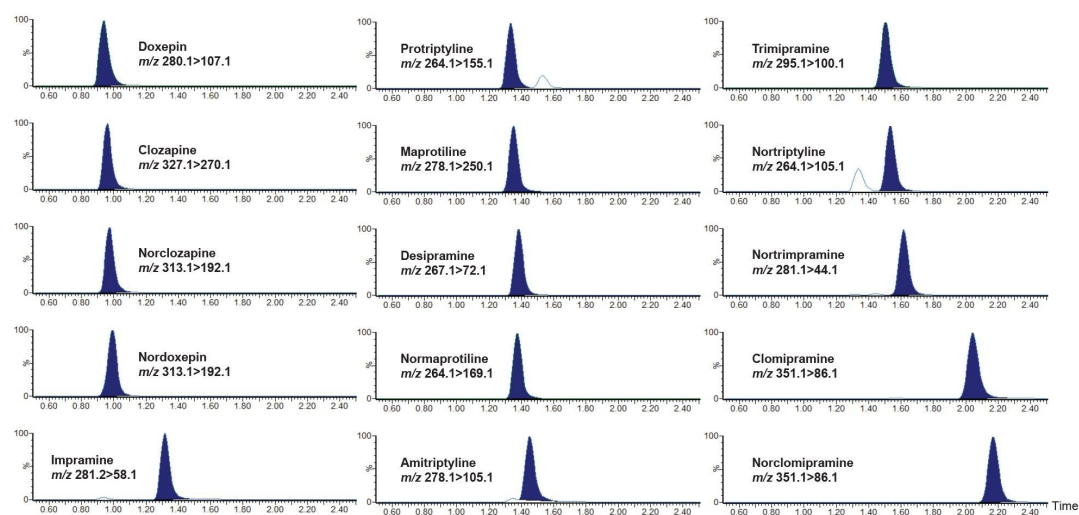 100
%
0
Doxepin
m/z 280.1>107.1
0.60 0.80 1.00 1.20 1.40 1.60 1.80 2.00 2.20 2.40
100
%
0
Protriptyline
m/z 264.1>155.1
0.60 0.80 1.00 1.20 1.40 1.60 1.80 2.00 2.20 2.40
100
%
0
Trimipramine
m/z 295.1>100.1
0.60 0.80 1.00 1.20 1.40 1.60 1.80 2.00 2.20 2.40
100
%
0
Clozapine
m/z 327.1>270.1
0.60 0.80 1.00 1.20 1.40 1.60 1.80 2.00 2.20 2.40
100
%
0
Maprotiline
m/z 278.1>250.1
0.60 0.80 1.00 1.20 1.40 1.60 1.80 2.00 2.20 2.40
100
%
0
Nortriptyline
m/z 264.1>105.1
0.60 0.80 1.00 1.20 1.40 1.60 1.80 2.00 2.20 2.40
100
%
0
Norclozapine
m/z 313.1>192.1
0.60 0.80 1.00 1.20 1.40 1.60 1.80 2.00 2.20 2.40
100
%
0
Desipramine
m/z 267.1>72.1
0.60 0.80 1.00 1.20 1.40 1.60 1.80 2.00 2.20 2.40
100
%
0
Nortrimpramine
m/z 281.1>44.1
0.60 0.80 1.00 1.20 1.40 1.60 1.80 2.00 2.20 2.40
100
%
0
Nordoxepin
m/z 313.1>192.1
0.60 0.80 1.00 1.20 1.40 1.60 1.80 2.00 2.20 2.40
100
%
0
Normaprotiline
m/z 264.1>169.1
0.60 0.80 1.00 1.20 1.40 1.60 1.80 2.00 2.20 2.40
100
%
0
Clomipramine
m/z 351.1>86.1
0.60 0.80 1.00 1.20 1.40 1.60 1.80 2.00 2.20 2.40
100
%
0
Impramine
m/z 281.2>58.1
0.60 0.80 1.00 1.20 1.40 1.60 1.80 2.00 2.20 2.40
100
%
0
Amitriptyline
m/z 278.1>105.1
0.60 0.80 1.00 1.20 1.40 1.60 1.80 2.00 2.20 2.40
100
%
0
Norclomipramine
m/z 351.1>86.1
0.60 0.80 1.00 1.20 1.40 1.60 1.80 2.00 2.20 2.40
Time